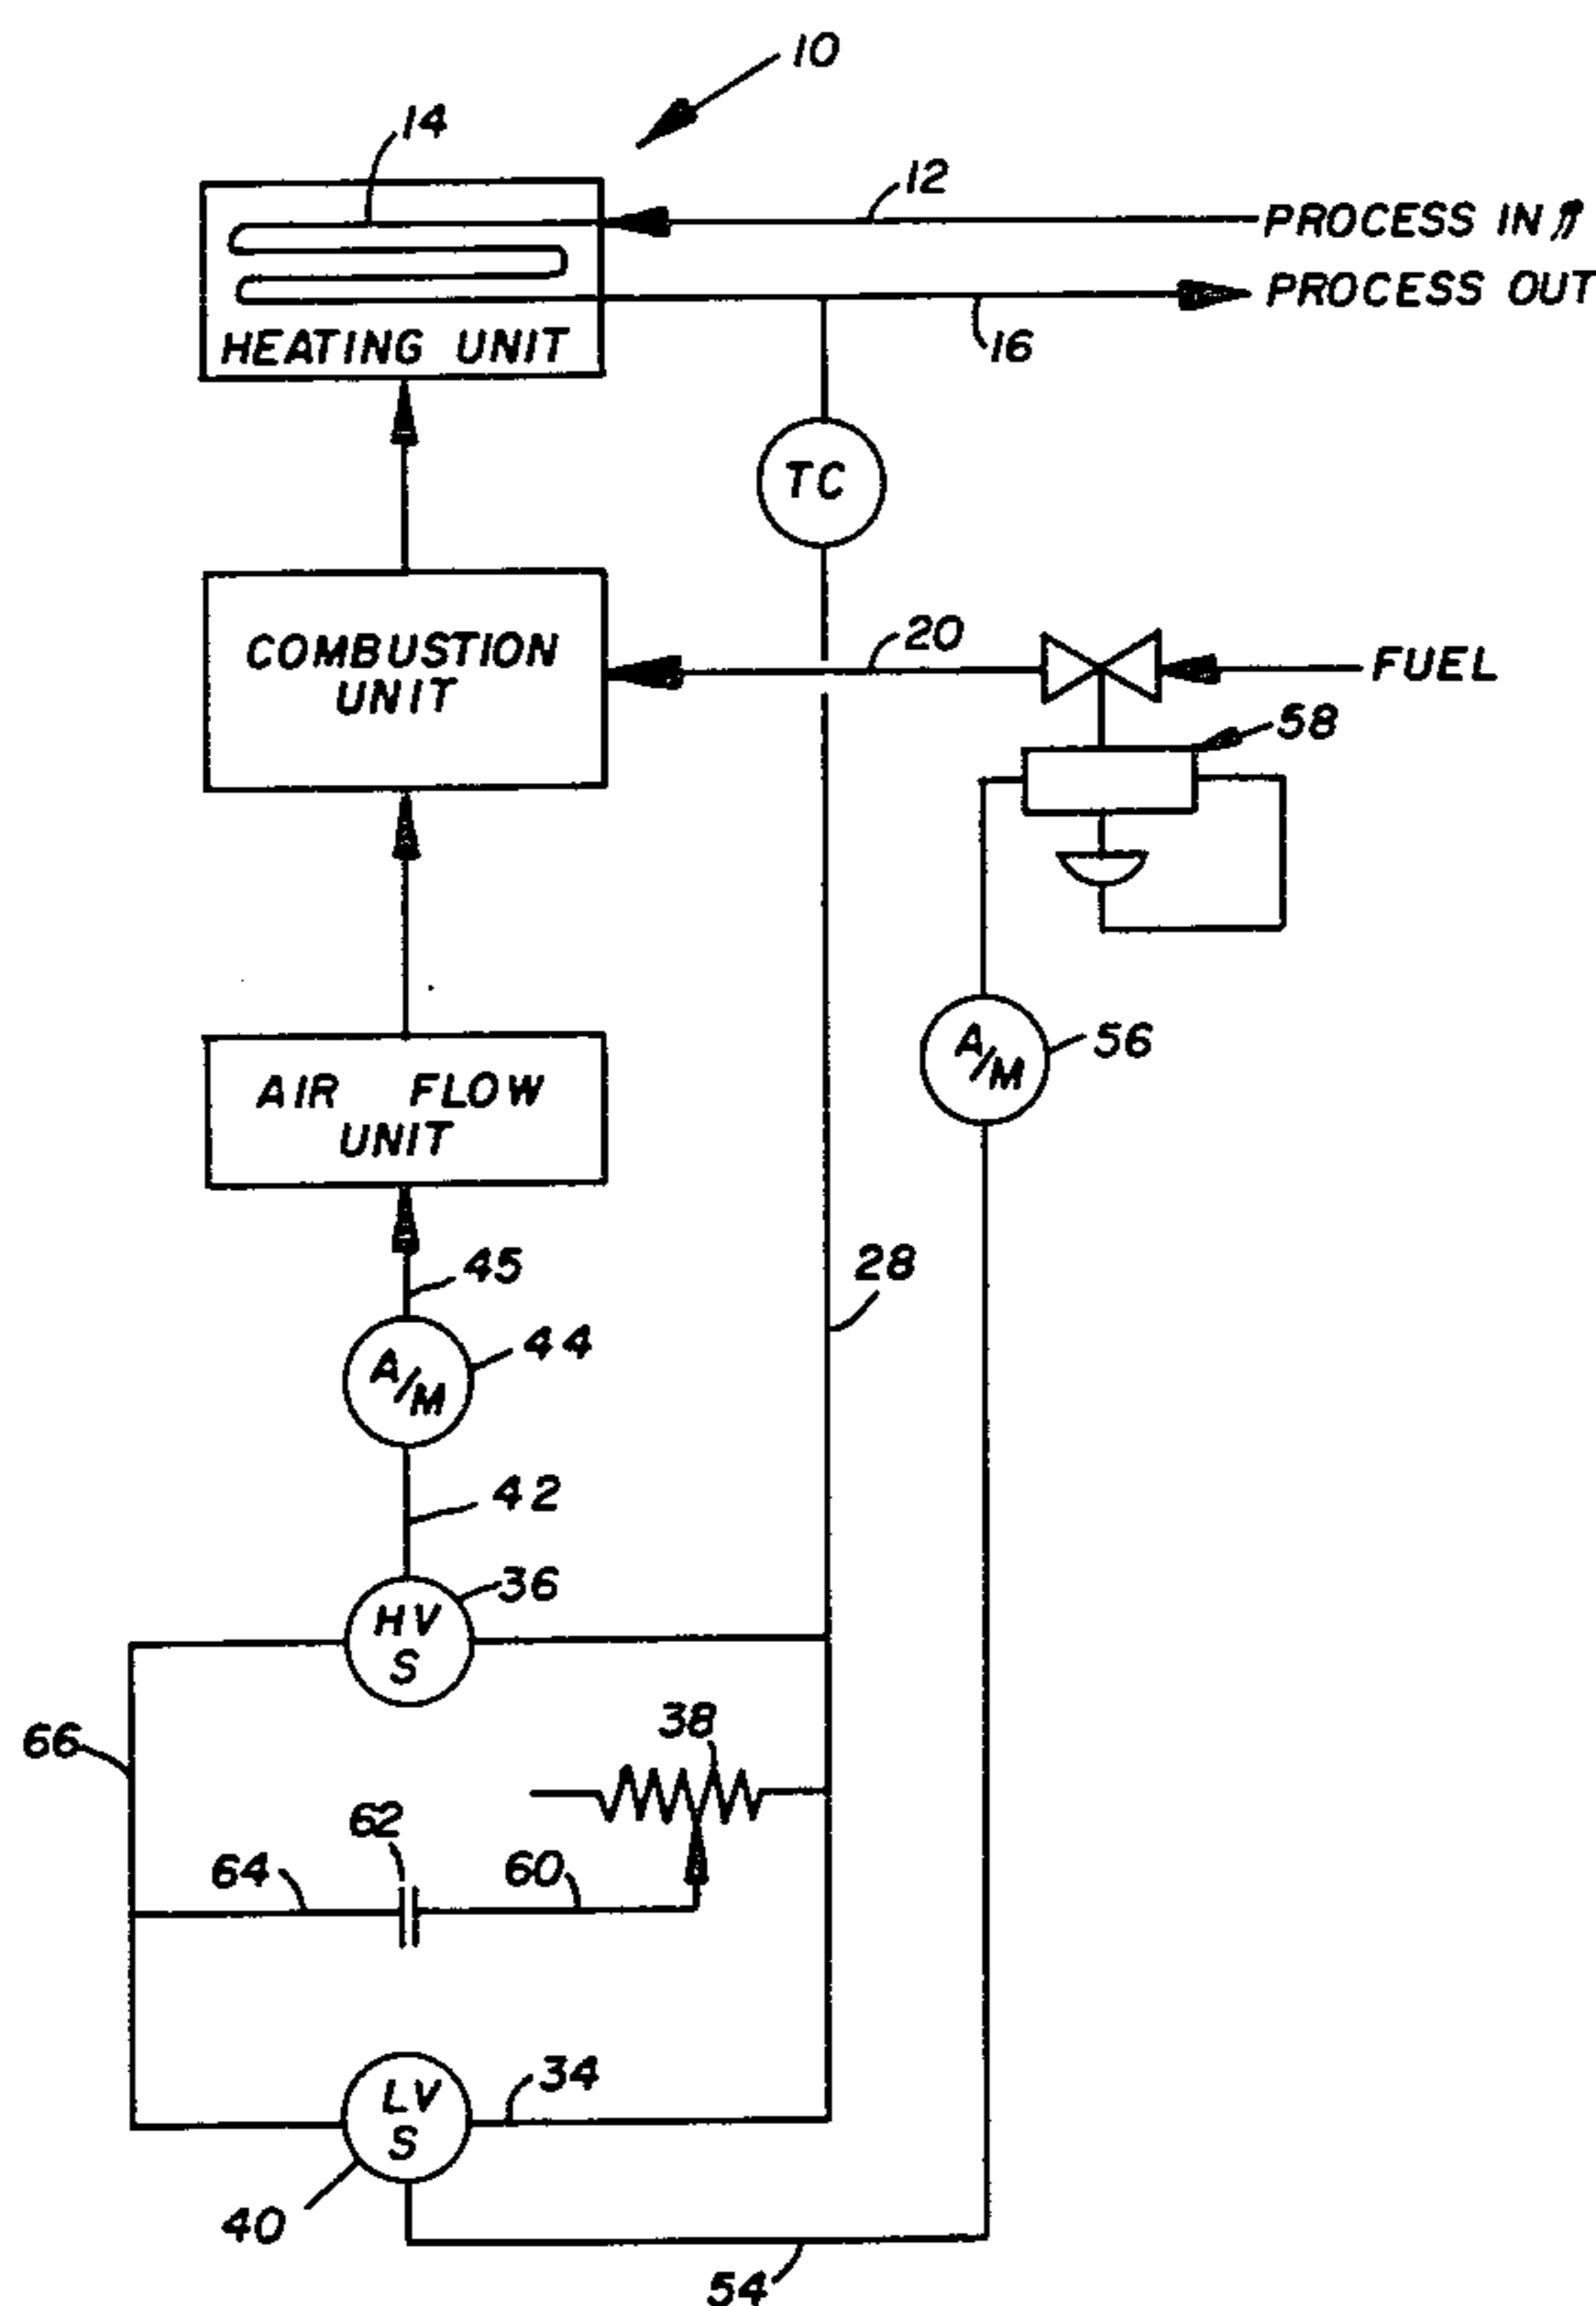 10
14
12
PROCESS IN
PROCESS OUT
16
HEATING UNIT
TC
20
COMBUSTION
UNIT
FUEL
58
A/M
56
AIR FLOW
UNIT
45
28
44
A/M
42
36
HV
S
38
66
62
64
60
34
LV
S
40
54